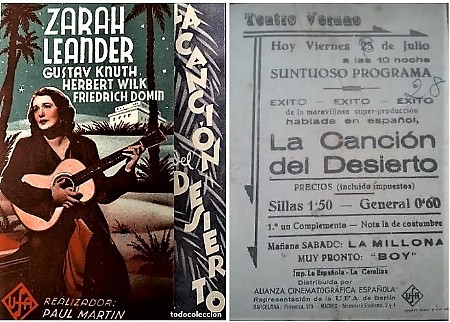 ZARAH
LEANDER
GUSTAV KNUTH
HERBERT WILK
FRIEDRICH DOMIN
LA CANCION
del
DESIERTO
UFA
REALIZADOR:
PAUL MARTIN
todocoleccion
Teatro Verano
Hoy Viernes 23 de Julio
a las 10 noche
SUNTUOSO PROGRAMA
28
EXITO - EXITO - EXITO
de la maravillosa super-producción
hablada en español,
La Canción
del Desierto
PRECIOS (incluído impuestos)
Sillas 1'50 - General 0'60
1.º un Complemento - Nota la de costumbre
Mañana SABADO: LA MILLONA
MUY PRONTO: "BOY"
Imp. La Española - La Carolina
Distribuída por
ALIANZA CINEMATOGRÁFICA ESPAÑOLA
Representación de la UFA de Berlín
UFA